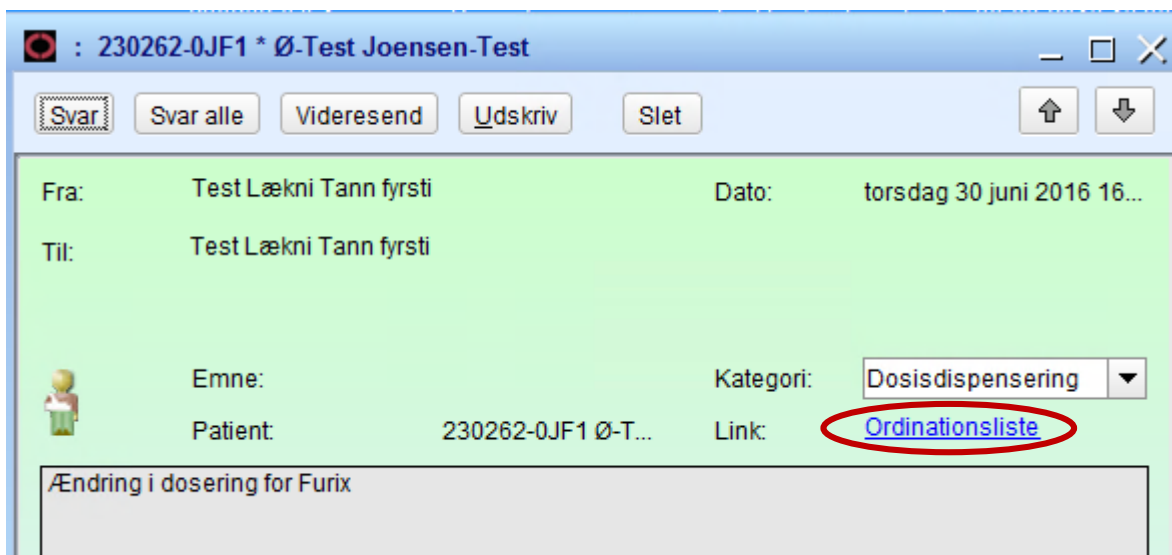 : 230262-0JF1 * Ø-Test Joensen-Test
Svar Svar alle Videresend Udskriv Slet
Fra: Test Lækni Tann fyrsti Dato: torsdag 30 juni 2016 16...
Til: Test Lækni Tann fyrsti
Emne: Kategori: Dosisdispensering
Patient: 230262-0JF1 Ø-T... Link: Ordinationsliste
Ændring i dosering for Furix